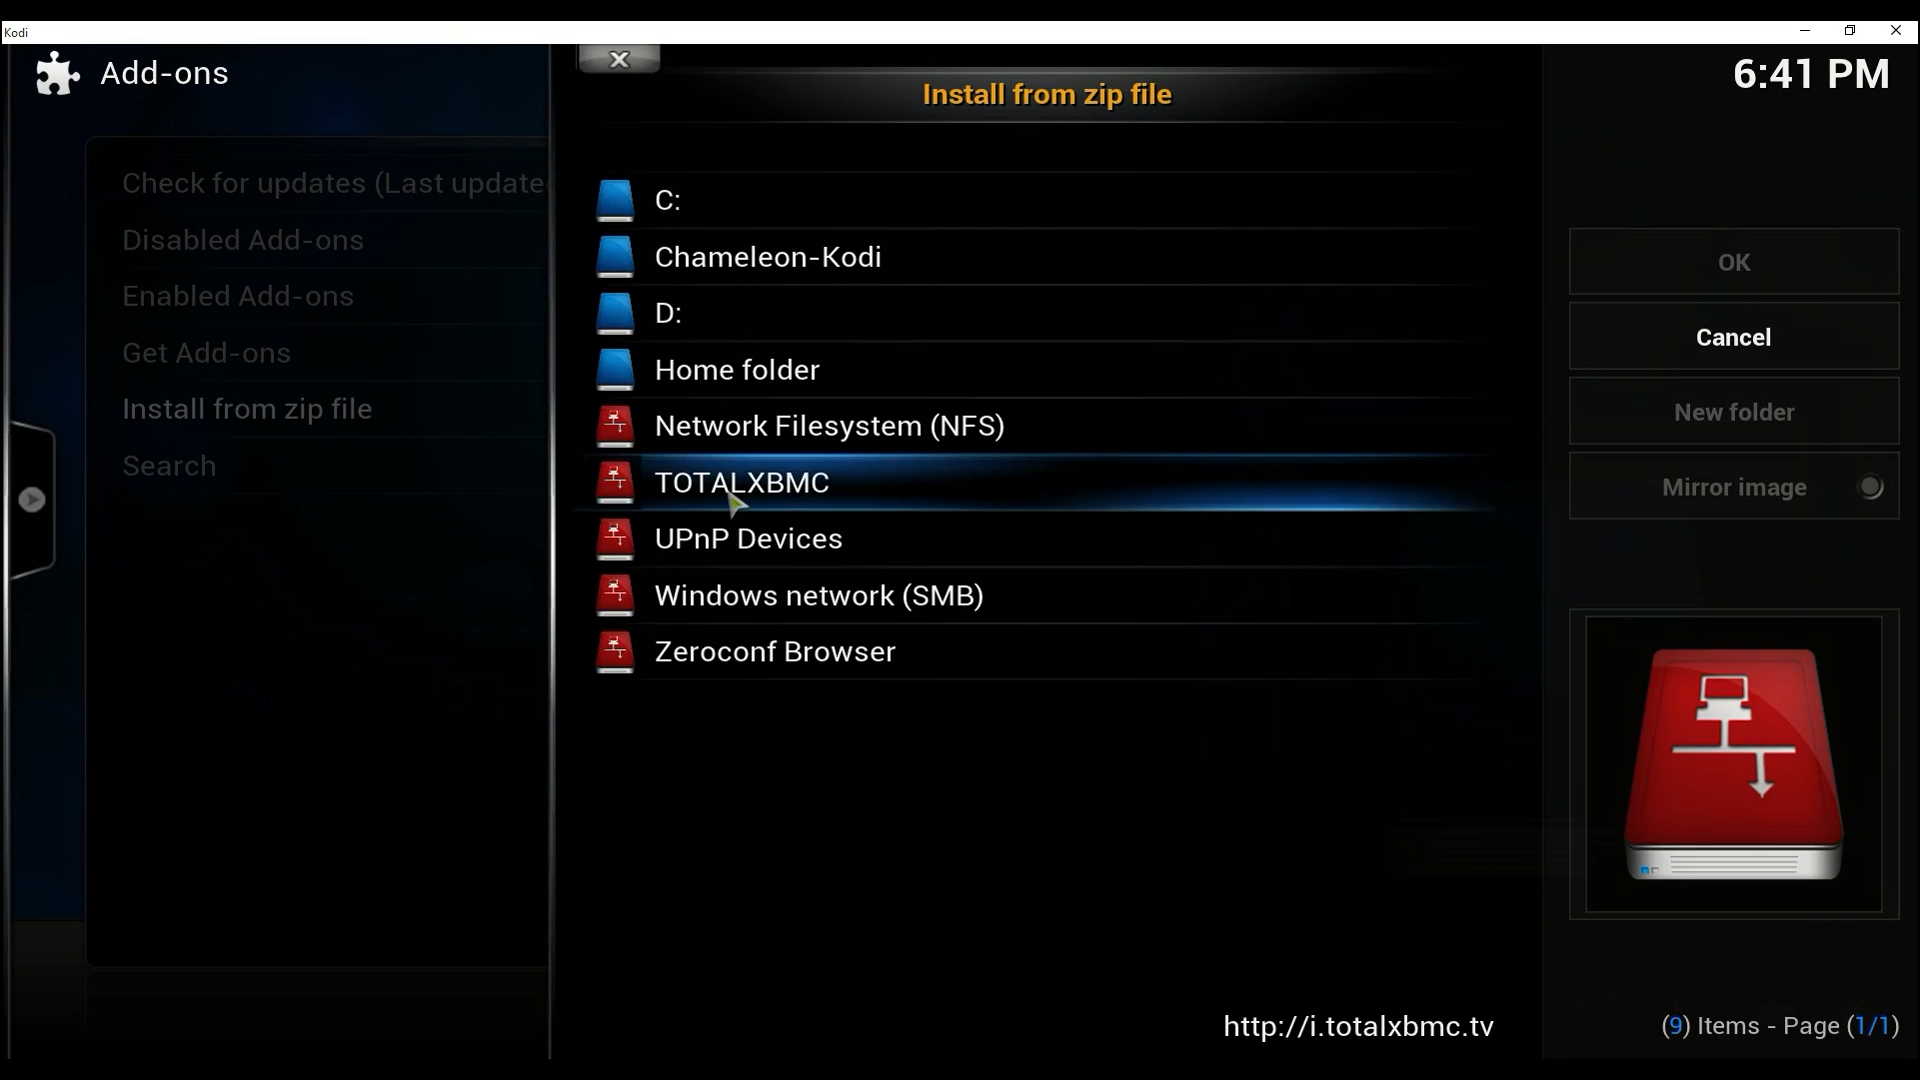 Kodi
Add-ons
6:41 PM
Install from zip file
Check for updates (Last update
Disabled Add-ons
Enabled Add-ons
Get Add-ons
Install from zip file
Search
C:
Chameleon-Kodi
D:
Home folder
Network Filesystem (NFS)
TOTALXBMC
UPnP Devices
Windows network (SMB)
Zeroconf Browser
OK
Cancel
New folder
Mirror image
http://i.totalxbmc.tv
(9) Items - Page (1/1)